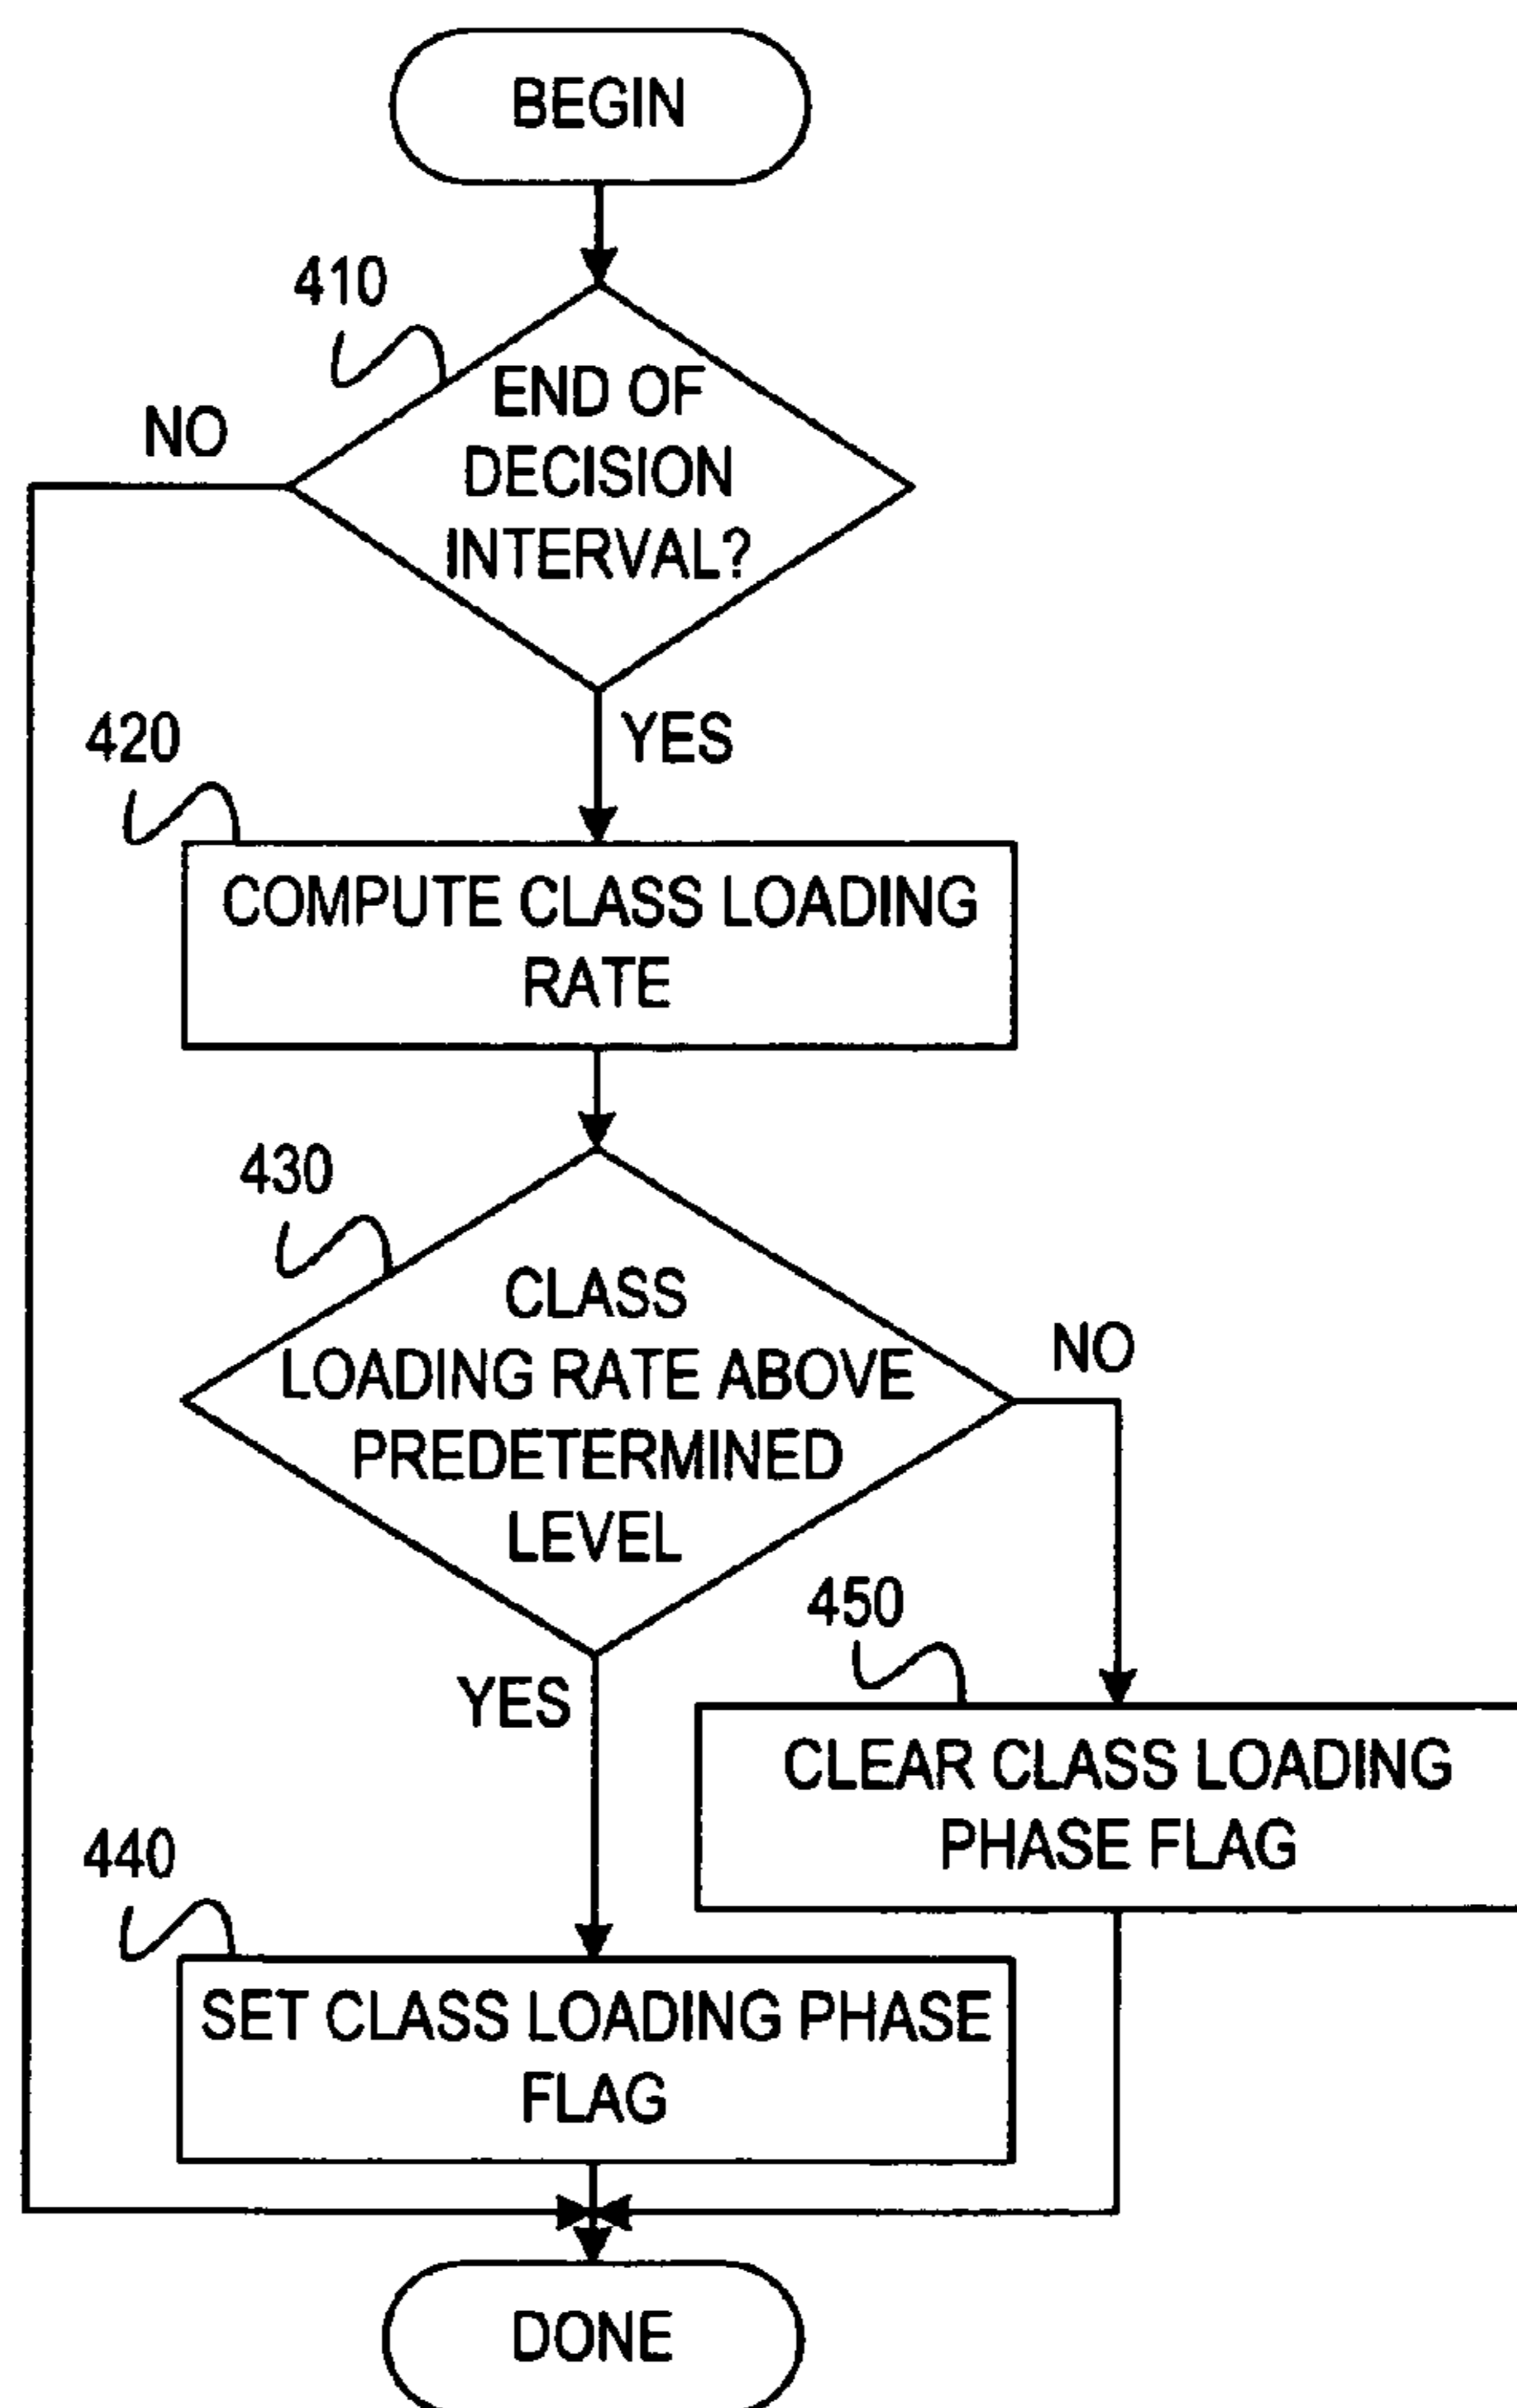 BEGIN
410
END OF
DECISION
INTERVAL?
NO
YES
420
COMPUTE CLASS LOADING
RATE
430
CLASS
LOADING RATE ABOVE
PREDETERMINED
LEVEL
NO
YES
450
CLEAR CLASS LOADING
PHASE FLAG
440
SET CLASS LOADING PHASE
FLAG
DONE